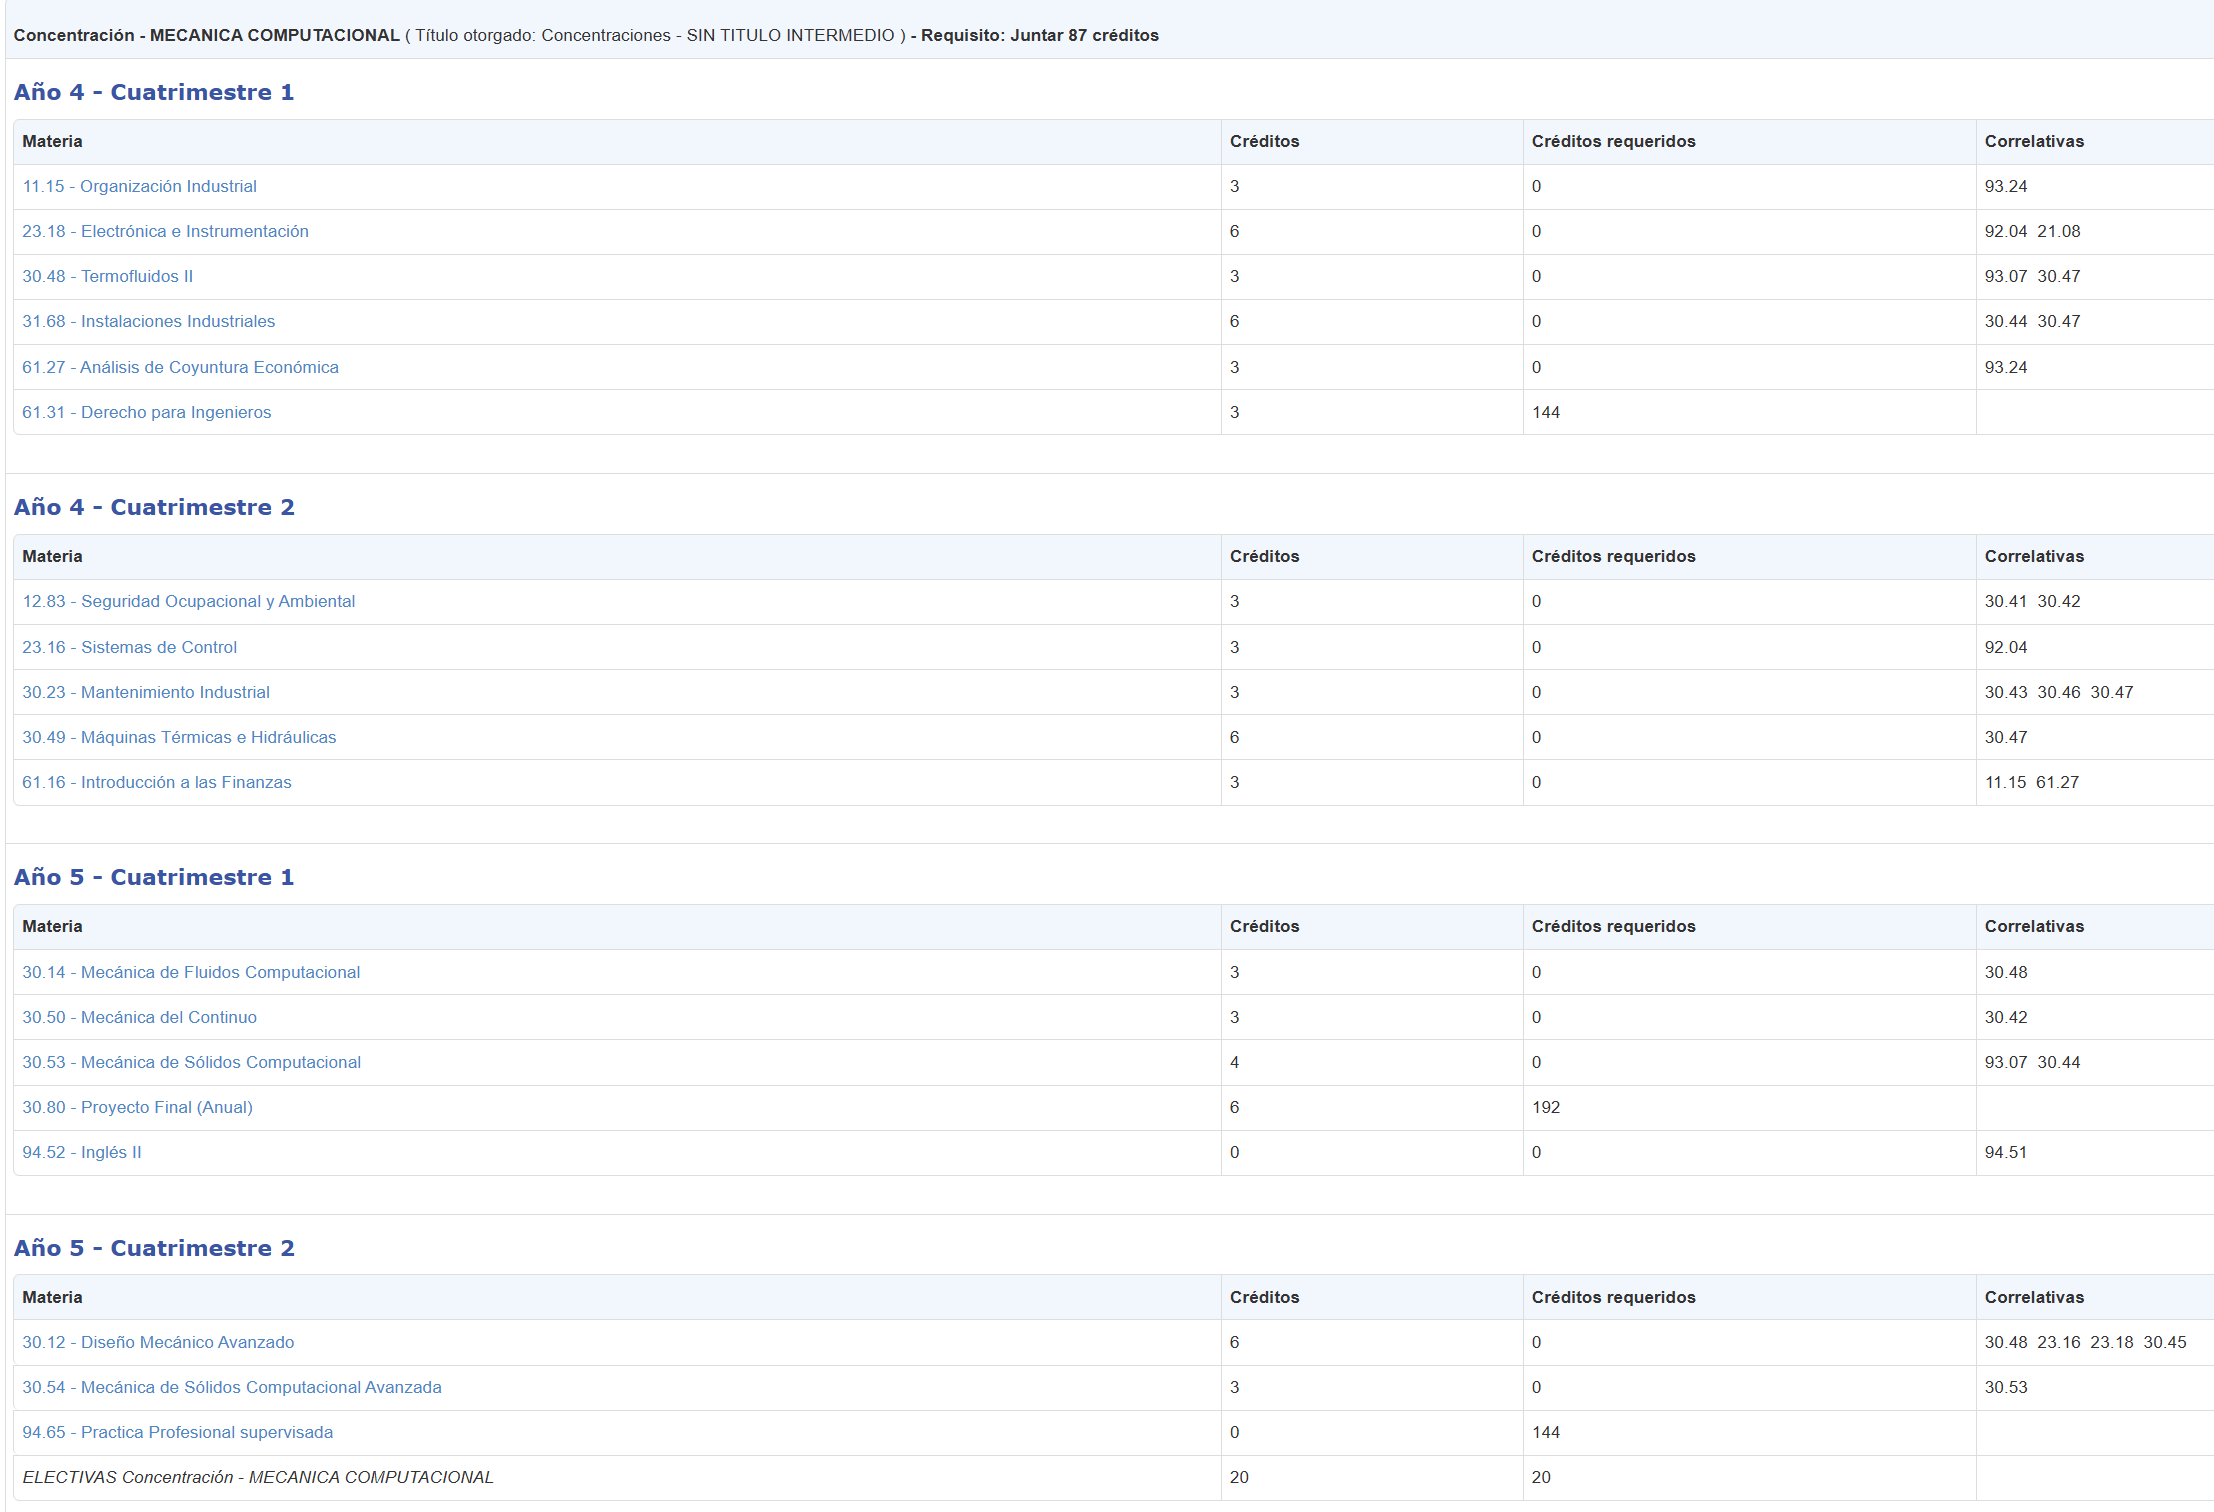 Concentración - MECANICA COMPUTACIONAL ( Título otorgado: Concentraciones - SIN TITULO INTERMEDIO ) - Requisito: Juntar 87 créditos
Año 4 - Cuatrimestre 1
Materia Créditos Créditos requeridos Correlativas
11.15 - Organización Industrial 3 0 93.24
23.18 - Electrónica e Instrumentación 6 0 92.04 21.08
30.48 - Termofluidos II 3 0 93.07 30.47
31.68 - Instalaciones Industriales 6 0 30.44 30.47
61.27 - Análisis de Coyuntura Económica 3 0 93.24
61.31 - Derecho para Ingenieros 3 144
Año 4 - Cuatrimestre 2
Materia Créditos Créditos requeridos Correlativas
12.83 - Seguridad Ocupacional y Ambiental 3 0 30.41 30.42
23.16 - Sistemas de Control 3 0 92.04
30.23 - Mantenimiento Industrial 3 0 30.43 30.46 30.47
30.49 - Máquinas Térmicas e Hidráulicas 6 0 30.47
61.16 - Introducción a las Finanzas 3 0 11.15 61.27
Año 5 - Cuatrimestre 1
Materia Créditos Créditos requeridos Correlativas
30.14 - Mecánica de Fluidos Computacional 3 0 30.48
30.50 - Mecánica del Continuo 3 0 30.42
30.53 - Mecánica de Sólidos Computacional 4 0 93.07 30.44
30.80 - Proyecto Final (Anual) 6 192
94.52 - Inglés II 0 0 94.51
Año 5 - Cuatrimestre 2
Materia Créditos Créditos requeridos Correlativas
30.12 - Diseño Mecánico Avanzado 6 0 30.48 23.16 23.18 30.45
30.54 - Mecánica de Sólidos Computacional Avanzada 3 0 30.53
94.65 - Practica Profesional supervisada 0 144
ELECTIVAS Concentración - MECANICA COMPUTACIONAL 20 20